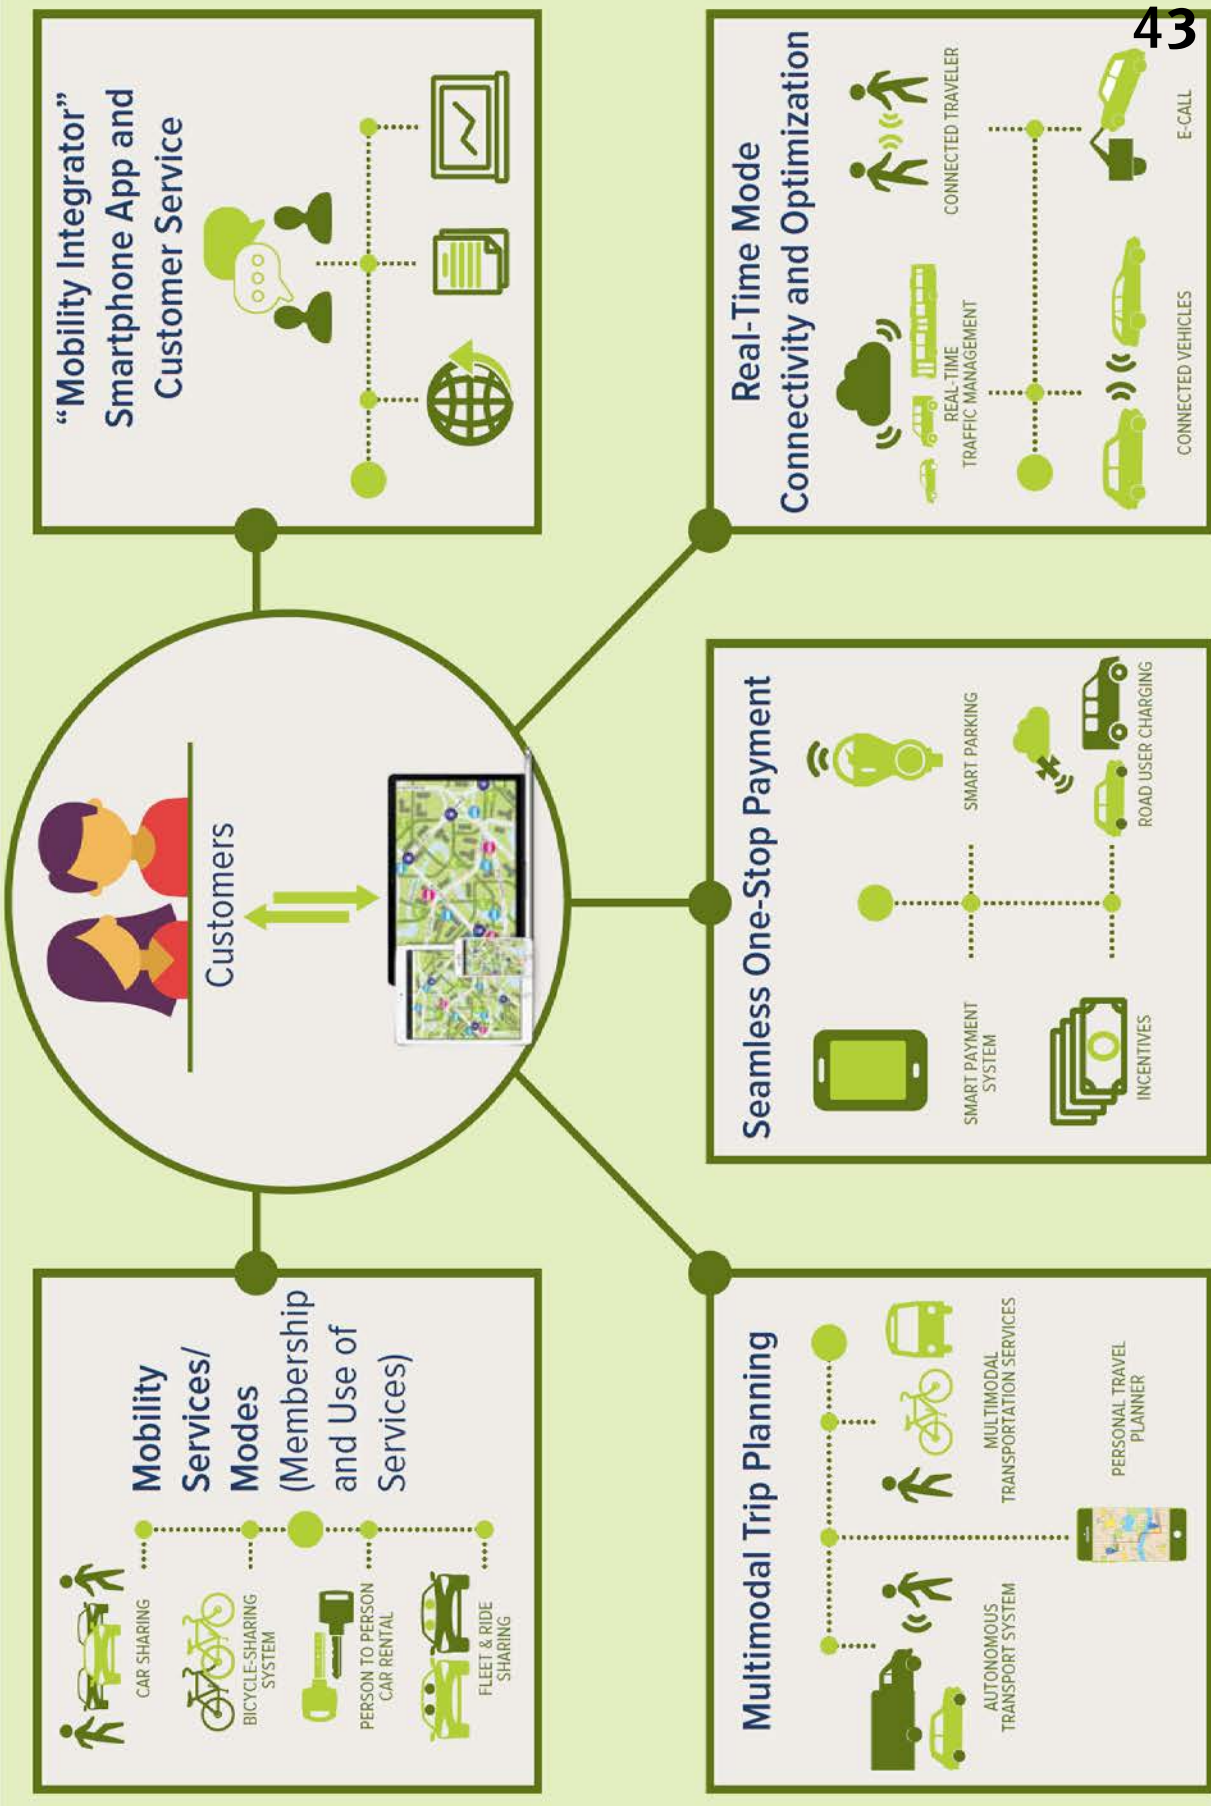 43
Customers
Mobility
Services/
Modes
(Membership
and Use of
Services)
CAR SHARING
BICYCLE-SHARING
SYSTEM
PERSON TO PERSON
CAR RENTAL
FLEET & RIDE
SHARING
“Mobility Integrator”
Smartphone App and
Customer Service
Multimodal Trip Planning
AUTONOMOUS
TRANSPORT SYSTEM
MULTIMODAL
TRANSPORTATION SERVICES
PERSONAL TRAVEL
PLANNER
Seamless One-Stop Payment
SMART PAYMENT
SYSTEM
SMART PARKING
INCENTIVES
ROAD USER CHARGING
Real-Time Mode
Connectivity and Optimization
REAL-TIME
TRAFFIC MANAGEMENT
CONNECTED TRAVELER
CONNECTED VEHICLES
E-CALL